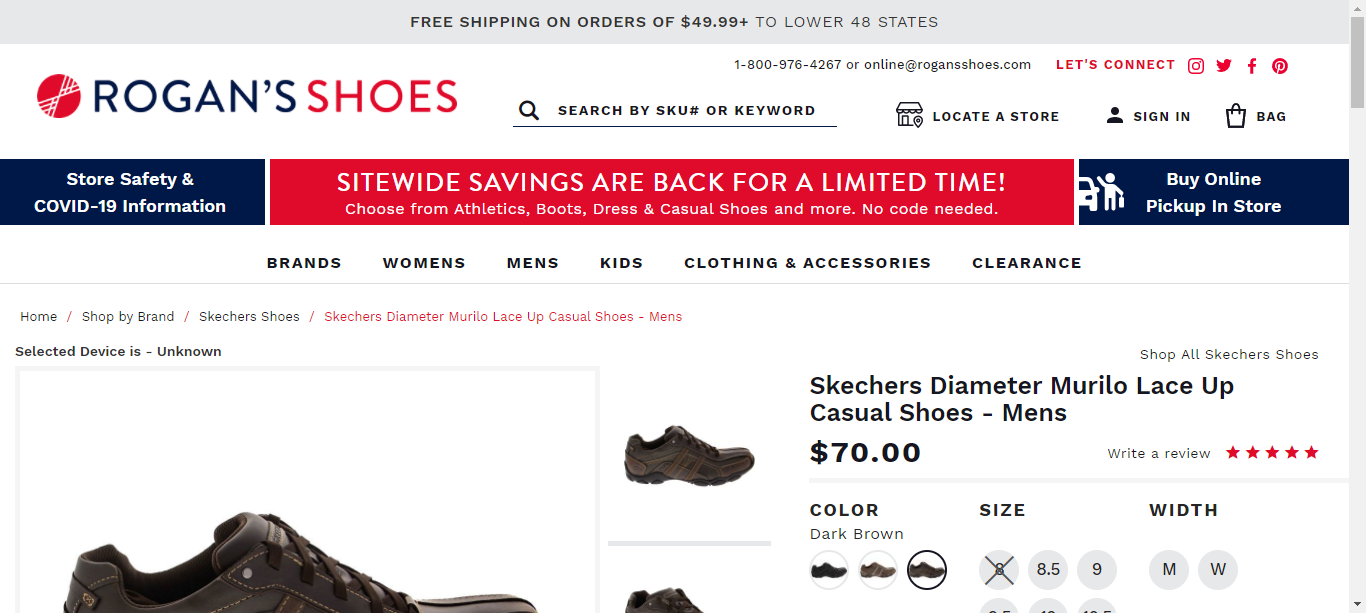 FREE SHIPPING ON ORDERS OF $49.99+ TO LOWER 48 STATES
1-800-976-4267 or online@rogansshoes.com
LET'S CONNECT
ROGAN'S SHOES
SEARCH BY SKU# OR KEYWORD
LOCATE A STORE
SIGN IN
BAG
Store Safety &
COVID-19 Information
SITEWIDE SAVINGS ARE BACK FOR A LIMITED TIME!
Choose from Athletics, Boots, Dress & Casual Shoes and more. No code needed.
Buy Online
Pickup In Store
BRANDS WOMENS MENS KIDS CLOTHING & ACCESSORIES CLEARANCE
Home / Shop by Brand / Skechers Shoes / Skechers Diameter Murilo Lace Up Casual Shoes - Mens
Selected Device is - Unknown
Shop All Skechers Shoes
Skechers Diameter Murilo Lace Up
Casual Shoes - Mens
$70.00
Write a review
COLOR
Dark Brown
SIZE
8 8.5 9
WIDTH
M W